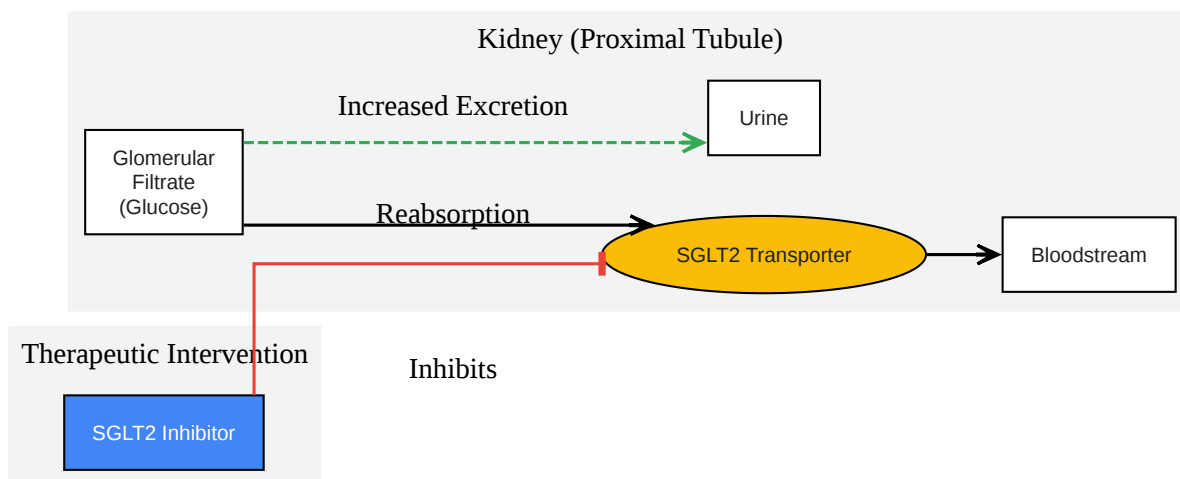 Kidney (Proximal Tubule)
Increased Excretion
Urine
Glomerular
Filtrate
(Glucose)
Reabsorption
SGLT2 Transporter
Bloodstream
Therapeutic Intervention
Inhibits
SGLT2 Inhibitor